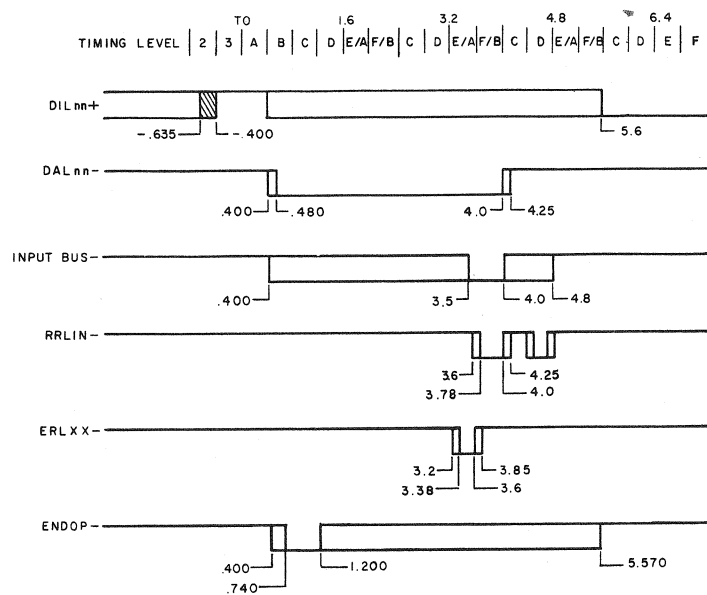 TO 1.6 3.2 4.8 6.4
TIMING LEVEL 2 3 A B C D E/A F/B C D E/A F/B C D E/A F/B C D E F
DILnn+
-.635 -.400 5.6
DALnn-
.400 .480 4.0 4.25
INPUT BUS-
.400 3.5 4.0 4.8
RRLIN-
3.6 4.25
3.78 4.0
ERLXX-
3.2 3.85
3.38 3.6
ENDOP-
.400 1.200 5.570
.740